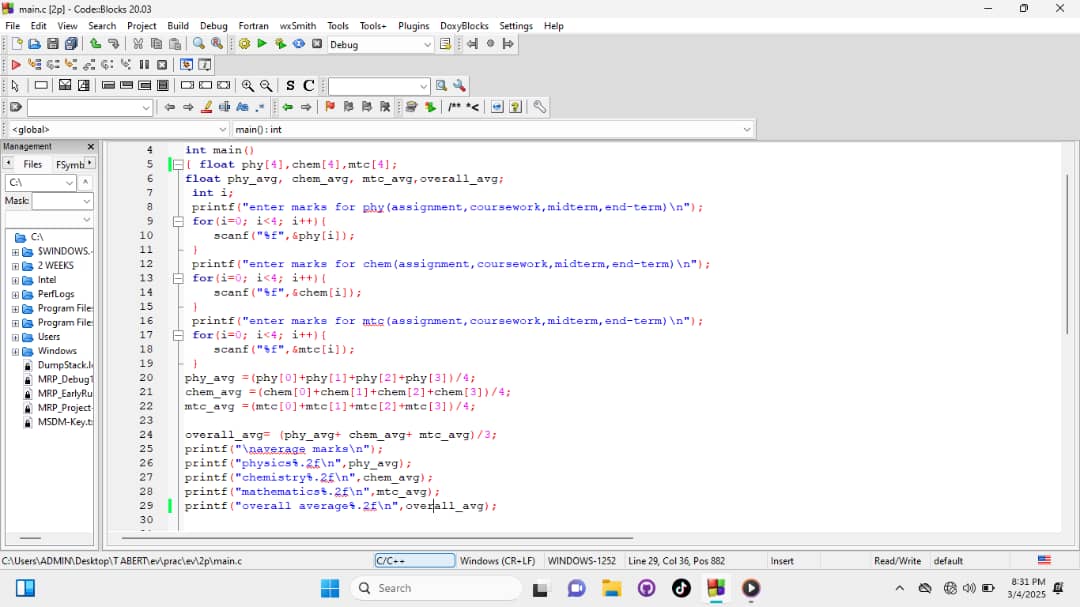 main.c [2p] - Code::Blocks 20.03
File Edit View Search Project Build Debug Fortran wxSmith Tools Tools+ Plugins DoxyBlocks Settings Help
Debug
S C
/** *<
<global> main() : int
Management
Files FSymb
C:\
Mask:
C:\
$WINDOWS.~
2 WEEKS
Intel
PerfLogs
Program Files
Program Files
Users
Windows
DumpStack.l
MRP_Debug1
MRP_EarlyRu
MRP_Project
MSDM-Key.t
4 int main()
5 { float phy[4],chem[4],mtc[4];
6 float phy_avg, chem_avg, mtc_avg,overall_avg;
7 int i;
8 printf("enter marks for phy(assignment,coursework,midterm,end-term)\n");
9 for(i=0; i<4; i++){
10 scanf("%f",&phy[i]);
11 }
12 printf("enter marks for chem(assignment,coursework,midterm,end-term)\n");
13 for(i=0; i<4; i++){
14 scanf("%f",&chem[i]);
15 }
16 printf("enter marks for mtc(assignment,coursework,midterm,end-term)\n");
17 for(i=0; i<4; i++){
18 scanf("%f",&mtc[i]);
19 }
20 phy_avg =(phy[0]+phy[1]+phy[2]+phy[3])/4;
21 chem_avg =(chem[0]+chem[1]+chem[2]+chem[3])/4;
22 mtc_avg =(mtc[0]+mtc[1]+mtc[2]+mtc[3])/4;
23
24 overall_avg= (phy_avg+ chem_avg+ mtc_avg)/3;
25 printf("\naverage marks\n");
26 printf("physics%.2f\n",phy_avg);
27 printf("chemistry%.2f\n",chem_avg);
28 printf("mathematics%.2f\n",mtc_avg);
29 printf("overall average%.2f\n",overall_avg);
30
C:\Users\ADMIN\Desktop\T ABERT\ev\prac\ev\2p\main.c C/C++ Windows (CR+LF) WINDOWS-1252 Line 29, Col 36, Pos 882 Insert Read/Write default
Search
8:31 PM
3/4/2025